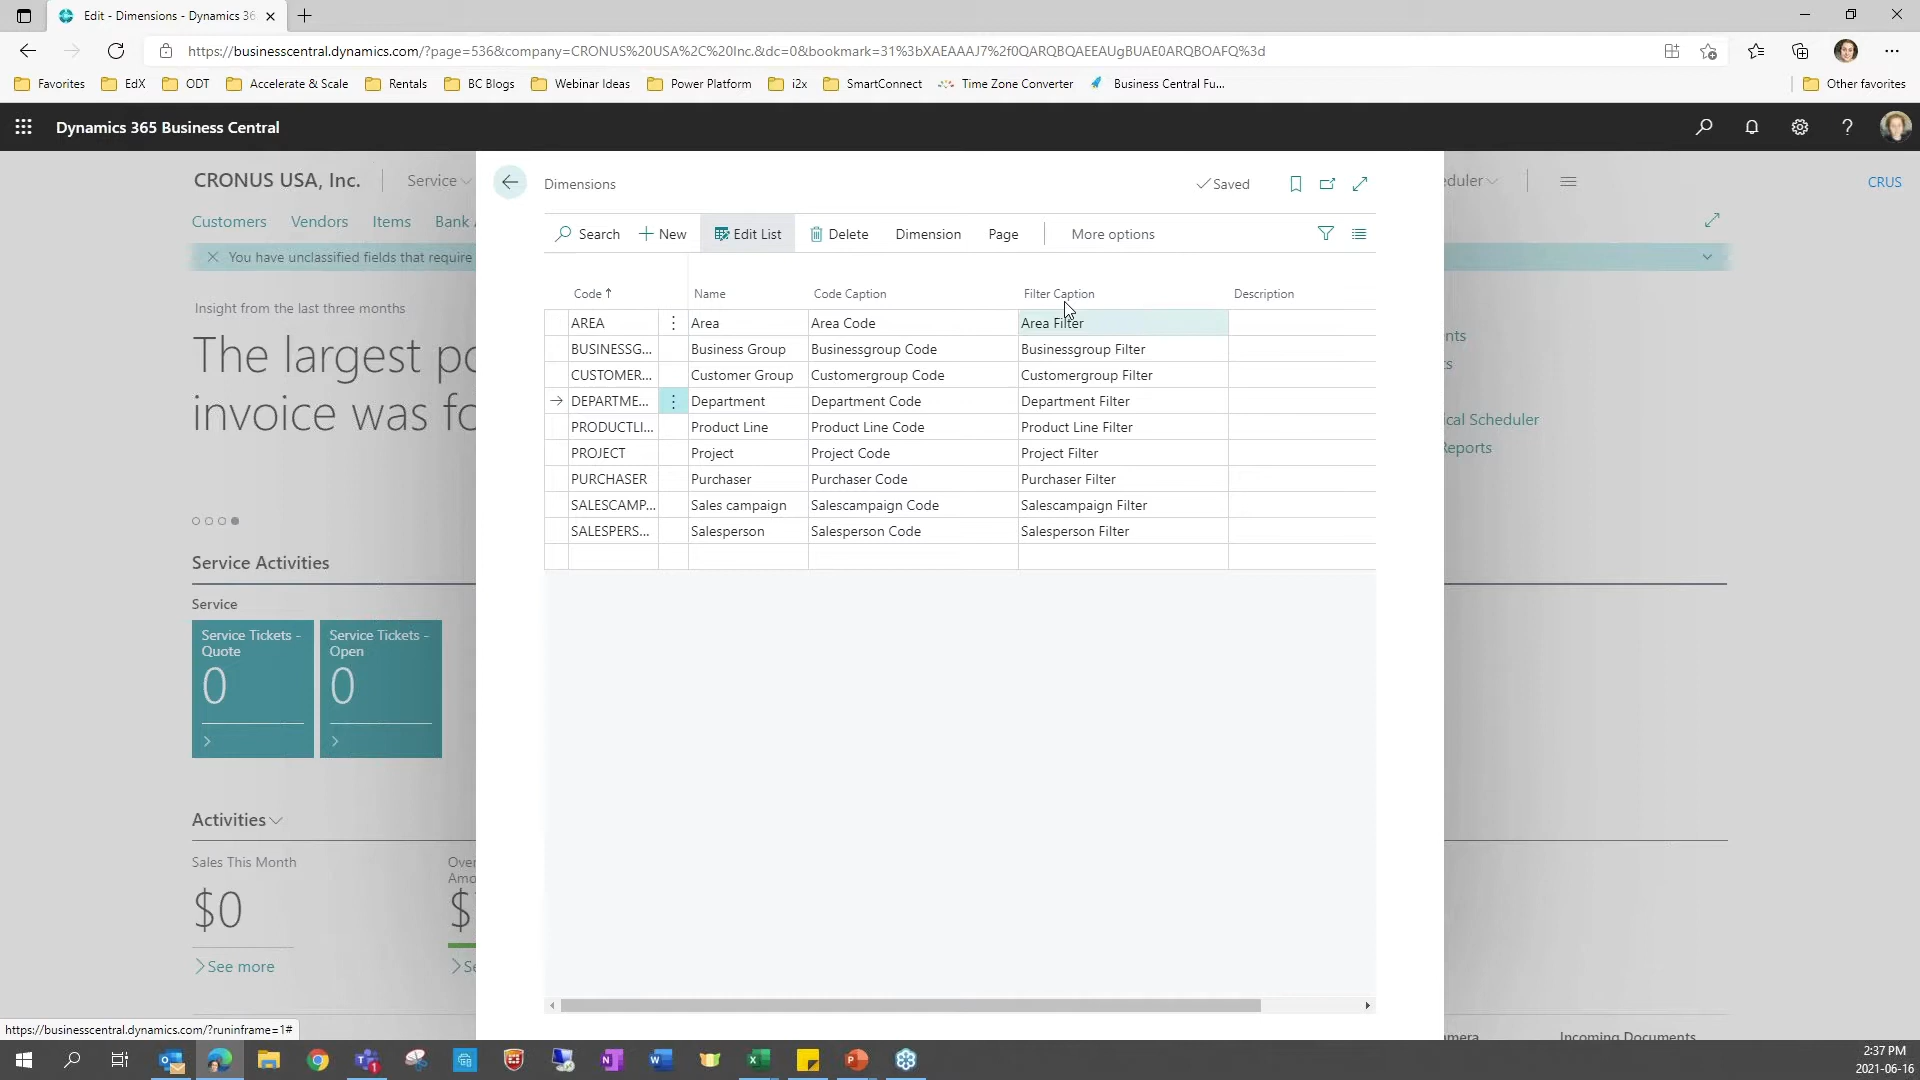 Edit - Dimensions - Dynamics 36
https://businesscentral.dynamics.com/?page=536&company=CRONUS%20USA%2C%20Inc.&dc=0&bookmark=31%3bXAEAAAJ7%2f0QARQBQAEEAUgBUAE0ARQBOAFQ%3d
Favorites EdX ODT Accelerate & Scale Rentals BC Blogs Webinar Ideas Power Platform i2x SmartConnect Time Zone Converter Business Central Fu... Other favorites
Dynamics 365 Business Central
CRONUS USA, Inc. Service
Dimensions
Saved
eduler
CRUS
Customers Vendors Items Bank
Search New Edit List Delete Dimension Page More options
You have unclassified fields that require
Insight from the last three months
The largest po
invoice was fo
Code ↑ Name Code Caption Filter Caption Description
AREA Area Area Code Area Filter
BUSINESSG... Business Group Businessgroup Code Businessgroup Filter
CUSTOMER... Customer Group Customergroup Code Customergroup Filter
DEPARTME... Department Department Code Department Filter
PRODUCTLI... Product Line Product Line Code Product Line Filter
PROJECT Project Project Code Project Filter
PURCHASER Purchaser Purchaser Code Purchaser Filter
SALESCAMP... Sales campaign Salescampaign Code Salescampaign Filter
SALESPERS... Salesperson Salesperson Code Salesperson Filter
nts
ical Scheduler
Reports
Service Activities
Service
Service Tickets -
Quote
0
Service Tickets -
Open
0
Activities
Sales This Month
$0
See more
Over
Amo
$
Se
Incoming Documents
https://businesscentral.dynamics.com/?runinframe=1#
2:37 PM
2021-06-16